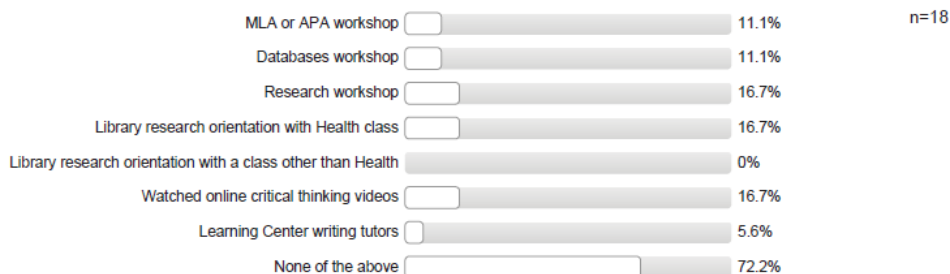 MLA or APA workshop 11.1% n=18
Databases workshop 11.1%
Research workshop 16.7%
Library research orientation with Health class 16.7%
Library research orientation with a class other than Health 0%
Watched online critical thinking videos 16.7%
Learning Center writing tutors 5.6%
None of the above 72.2%